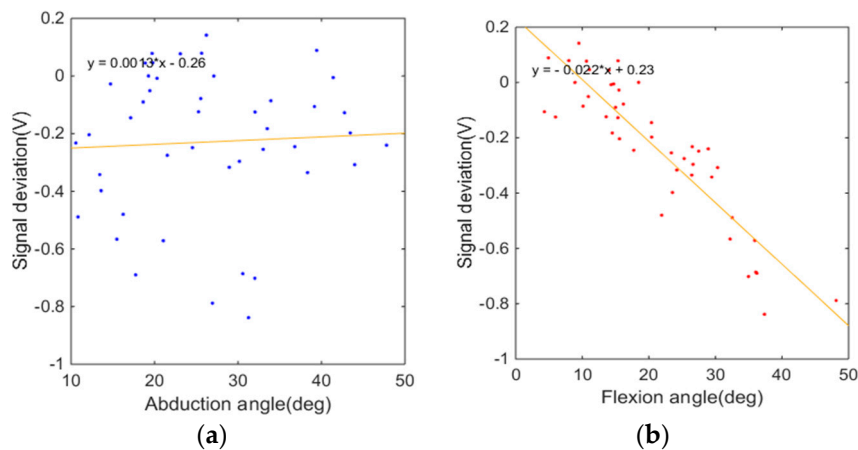 0.2
0
-0.2
-0.4
-0.6
-0.8
-1
Signal deviation(V)
y = 0.0013*x - 0.26
10 20 30 40 50
Abduction angle(deg)
(a)
0.2
0
-0.2
-0.4
-0.6
-0.8
-1
Signal deviation(V)
y = - 0.022*x + 0.23
0 10 20 30 40 50
Flexion angle(deg)
(b)